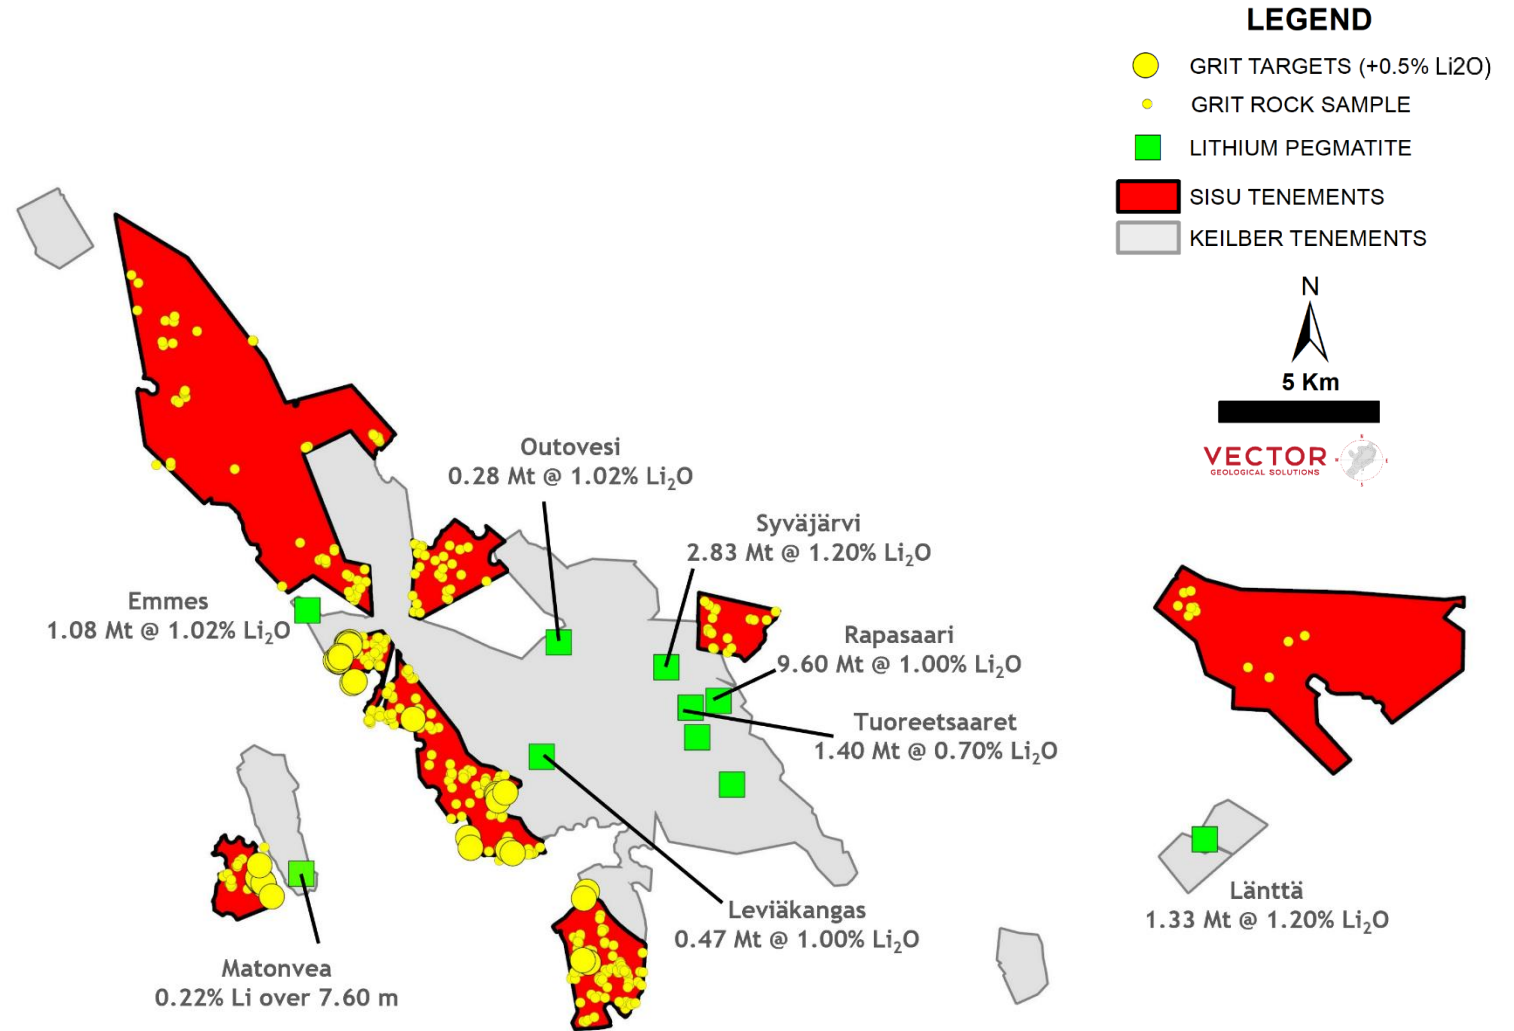 LEGEND
GRIT TARGETS (+0.5% Li2O)
GRIT ROCK SAMPLE
LITHIUM PEGMATITE
SISU TENEMENTS
KEILBER TENEMENTS
N
5 Km
VECTOR
GEOLOGICAL SOLUTIONS
Outovesi
0.28 Mt @ 1.02% Li₂O
Syväjärvi
2.83 Mt @ 1.20% Li₂O
Emmes
1.08 Mt @ 1.02% Li₂O
Rapasaari
9.60 Mt @ 1.00% Li₂O
Tuoreetsaaret
1.40 Mt @ 0.70% Li₂O
Leviäkangas
0.47 Mt @ 1.00% Li₂O
Länttä
1.33 Mt @ 1.20% Li₂O
Matonvea
0.22% Li over 7.60 m